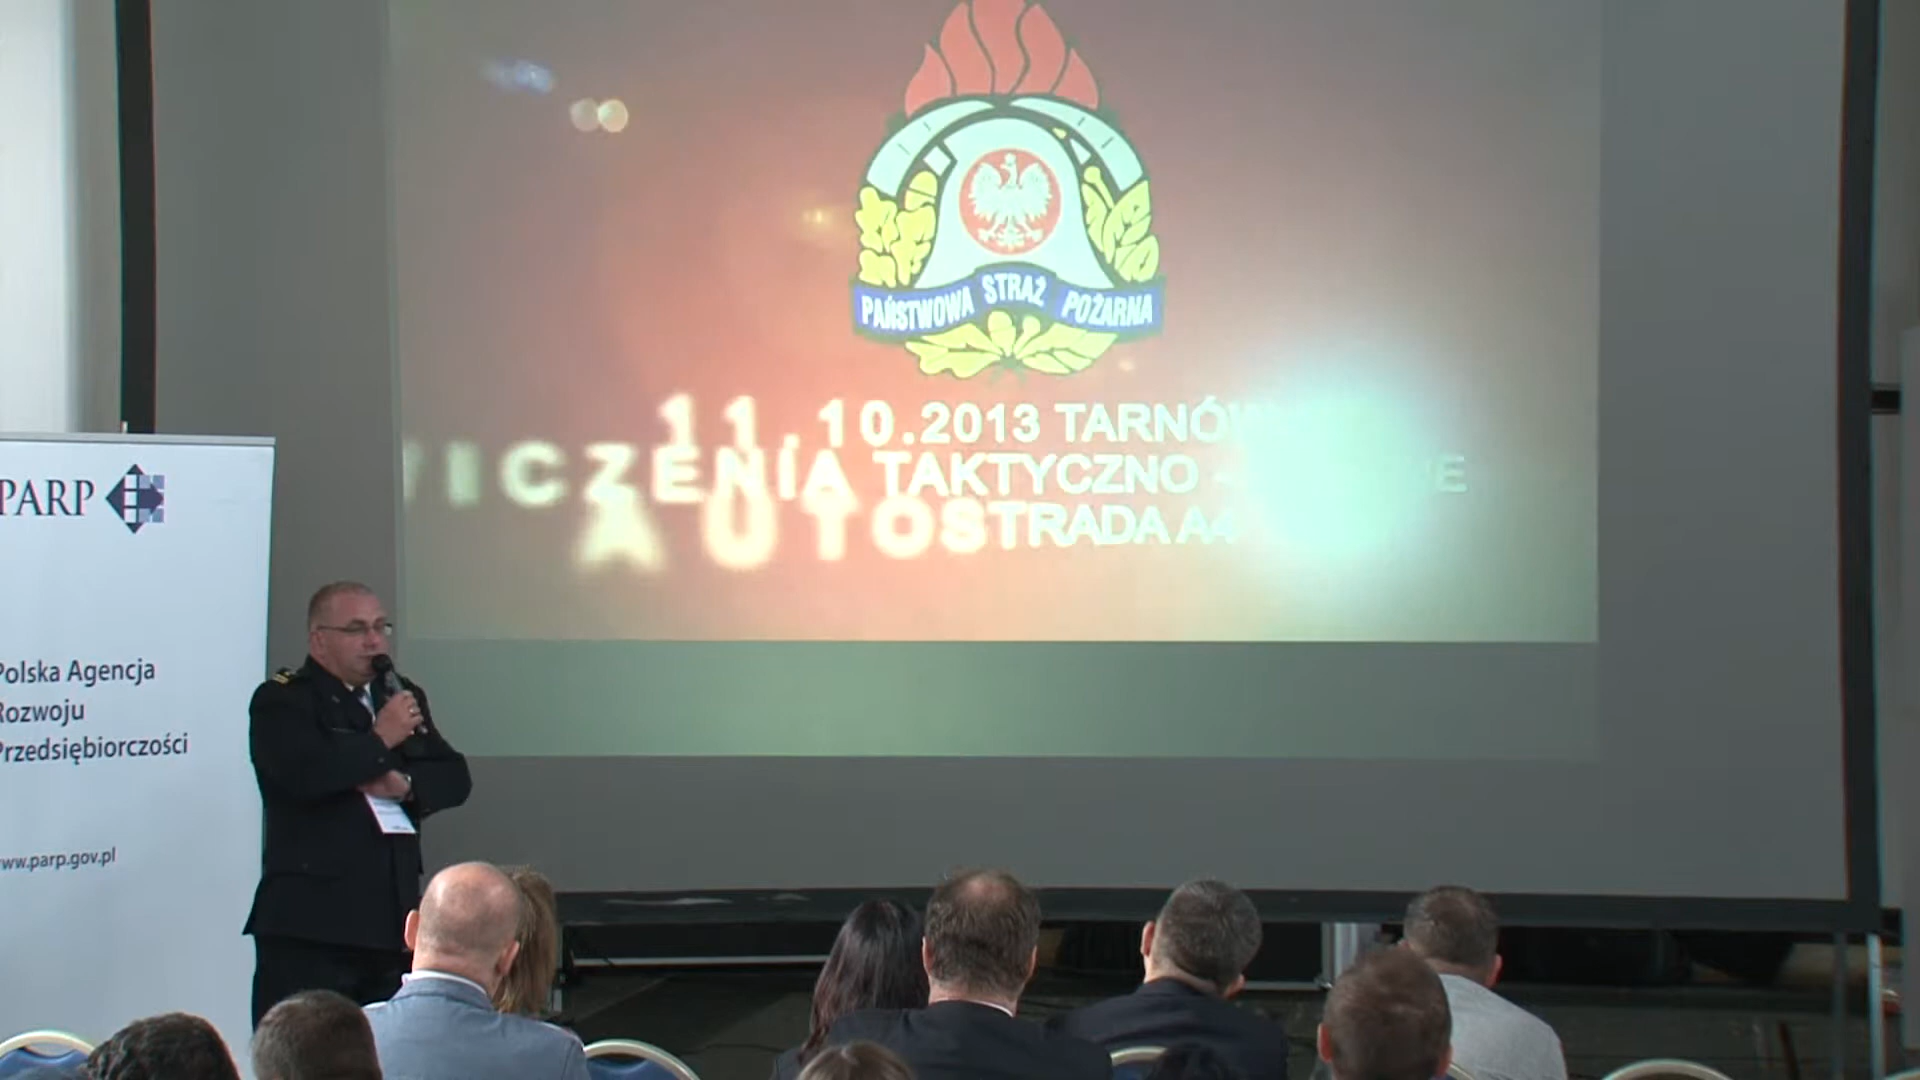 PAŃSTWOWA STRAŻ POŻARNA
11.10.2013 TARNÓW
ICZENIA TAKTYCZNO -
AUTOSTRADA A4
PARP
Polska Agencja
Rozwoju
Przedsiębiorczości
www.parp.gov.pl